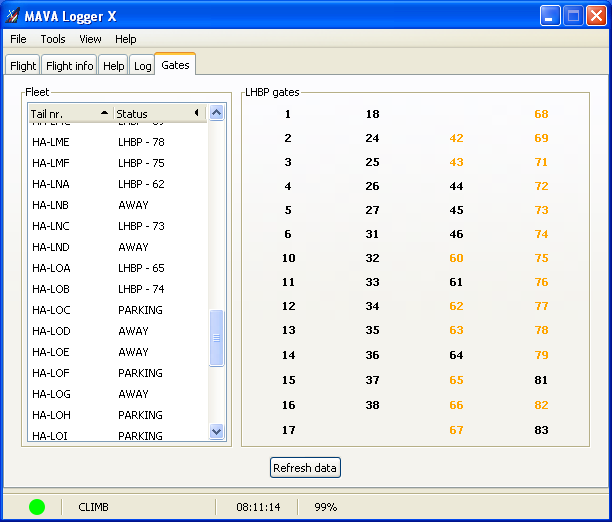 MAVA Logger X
File Tools View Help
Flight Flight info Help Log Gates
Fleet
Tail nr. Status
HA-LME LHBP - 78
HA-LMF LHBP - 75
HA-LNA LHBP - 62
HA-LNB AWAY
HA-LNC LHBP - 73
HA-LND AWAY
HA-LOA LHBP - 65
HA-LOB LHBP - 74
HA-LOC PARKING
HA-LOD AWAY
HA-LOE AWAY
HA-LOF PARKING
HA-LOG AWAY
HA-LOH PARKING
HA-LOI PARKING
LHBP gates
1 18 68
2 24 42 69
3 25 43 71
4 26 44 72
5 27 45 73
6 31 46 74
10 32 60 75
11 33 61 76
12 34 62 77
13 35 63 78
14 36 64 79
15 37 65 81
16 38 66 82
17 67 83
Refresh data
CLIMB 08:11:14 99%